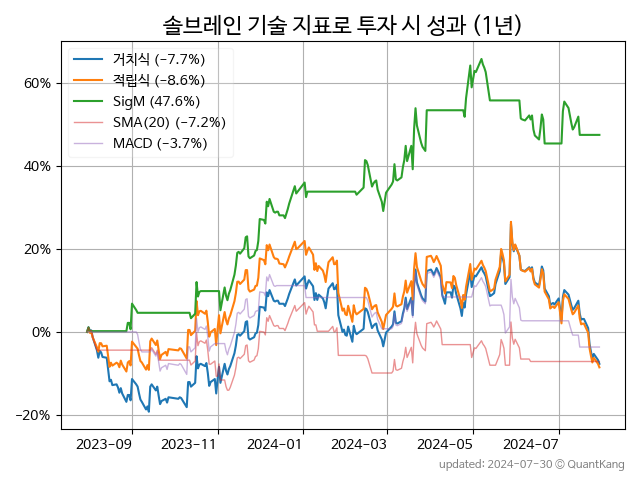 솔브레인 기술 지표로 투자 시 성과 (1년)
거치식 (-7.7%)
적립식 (-8.6%)
SigM (47.6%)
SMA(20) (-7.2%)
MACD (-3.7%)
60%
40%
20%
0%
-20%
2023-09 2023-11 2024-01 2024-03 2024-05 2024-07
updated: 2024-07-30 © QuantKang